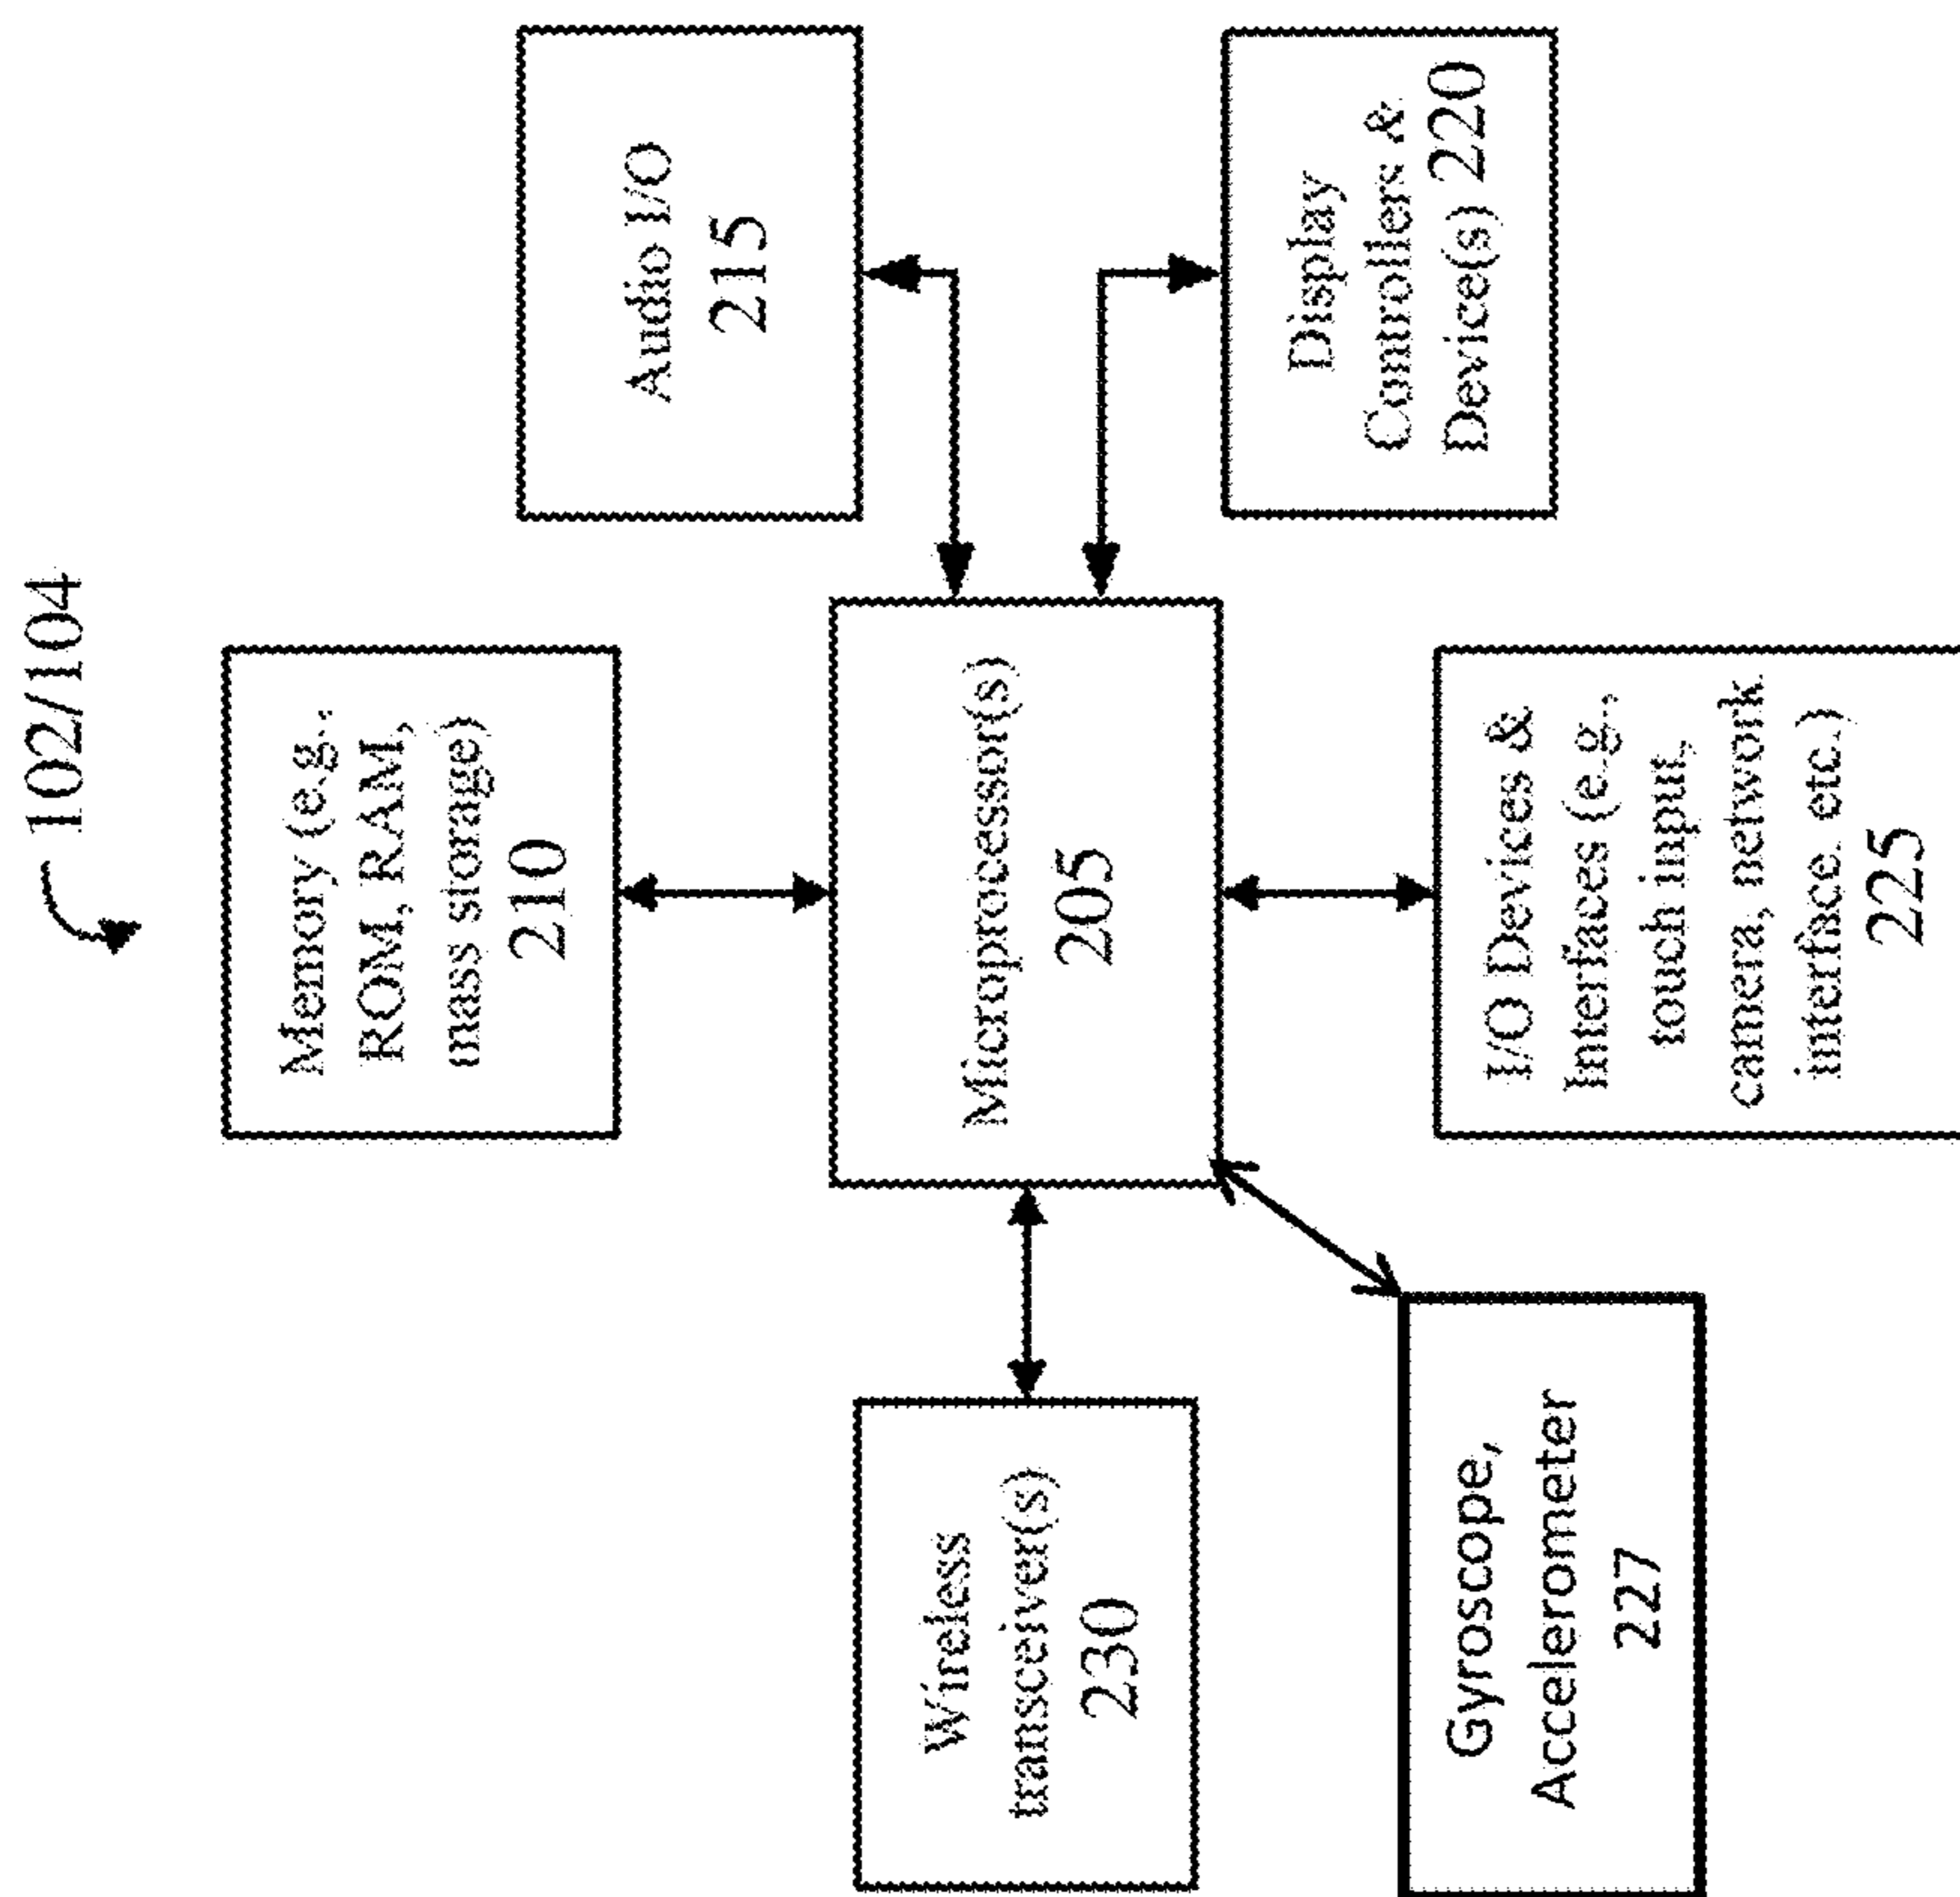 102/104
Memory (e.g.,
ROM, RAM,
mass storage)
210
Audio I/O
215
Microprocessor(s)
205
Wireless
transceiver(s)
230
Display
Controllers &
Device(s) 220
I/O Devices &
Interfaces (e.g.,
touch input,
camera, network
interface, etc.)
225
Gyroscope,
Accelerometer
227